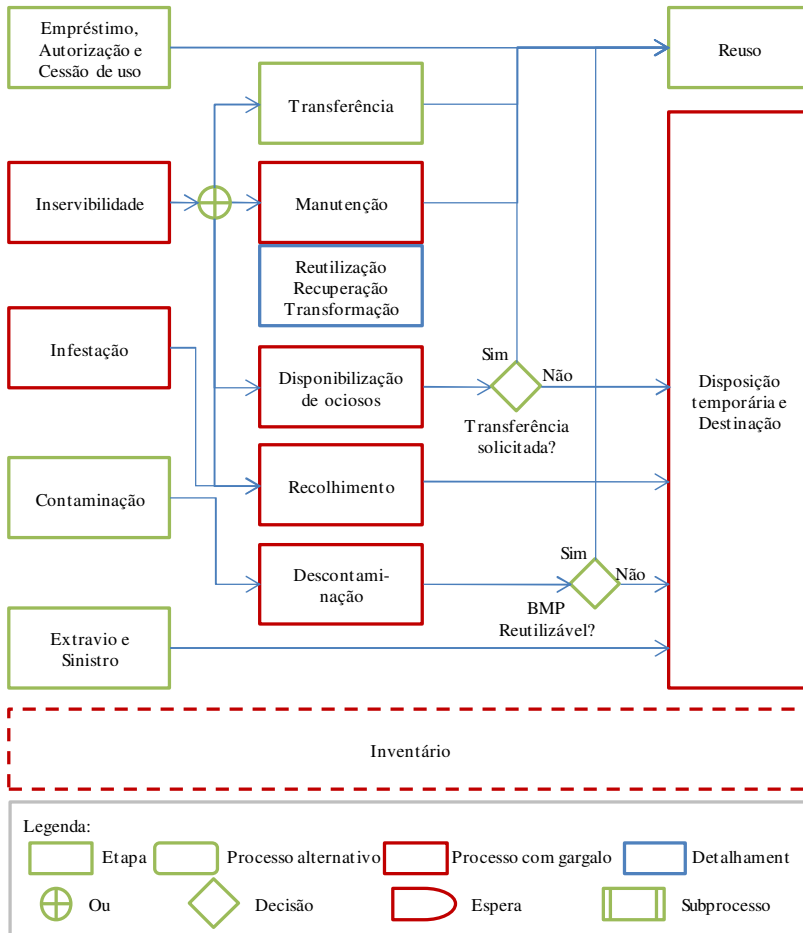 Empréstimo,
Autorização e
Cessão de uso
Reuso
Transferência
Inservibilidade
Manutenção
Reutilização
Recuperação
Transformação
Infestação
Disponibilização
de ociosos
Sim
Não
Transferência
solicitada?
Disposição
temporária e
Destinação
Contaminação
Recolhimento
Descontami-
nação
Sim
Não
BMP
Reutilizável?
Extravio e
Sinistro
Inventário
Legenda:
Etapa
Processo alternativo
Processo com gargalo
Detalhament
Ou
Decisão
Espera
Subprocesso